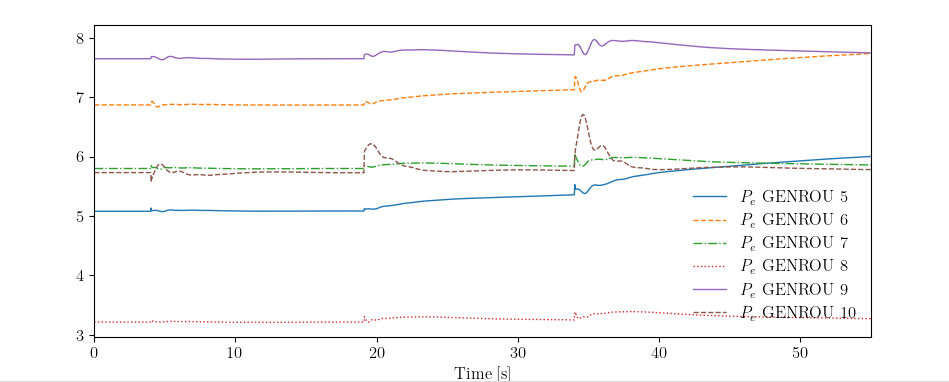 8
7
6
5
4
3
0 10 20 30 40 50
Time [s]
P_e GENROU 5
P_e GENROU 6
P_e GENROU 7
P_e GENROU 8
P_e GENROU 9
P_e GENROU 10